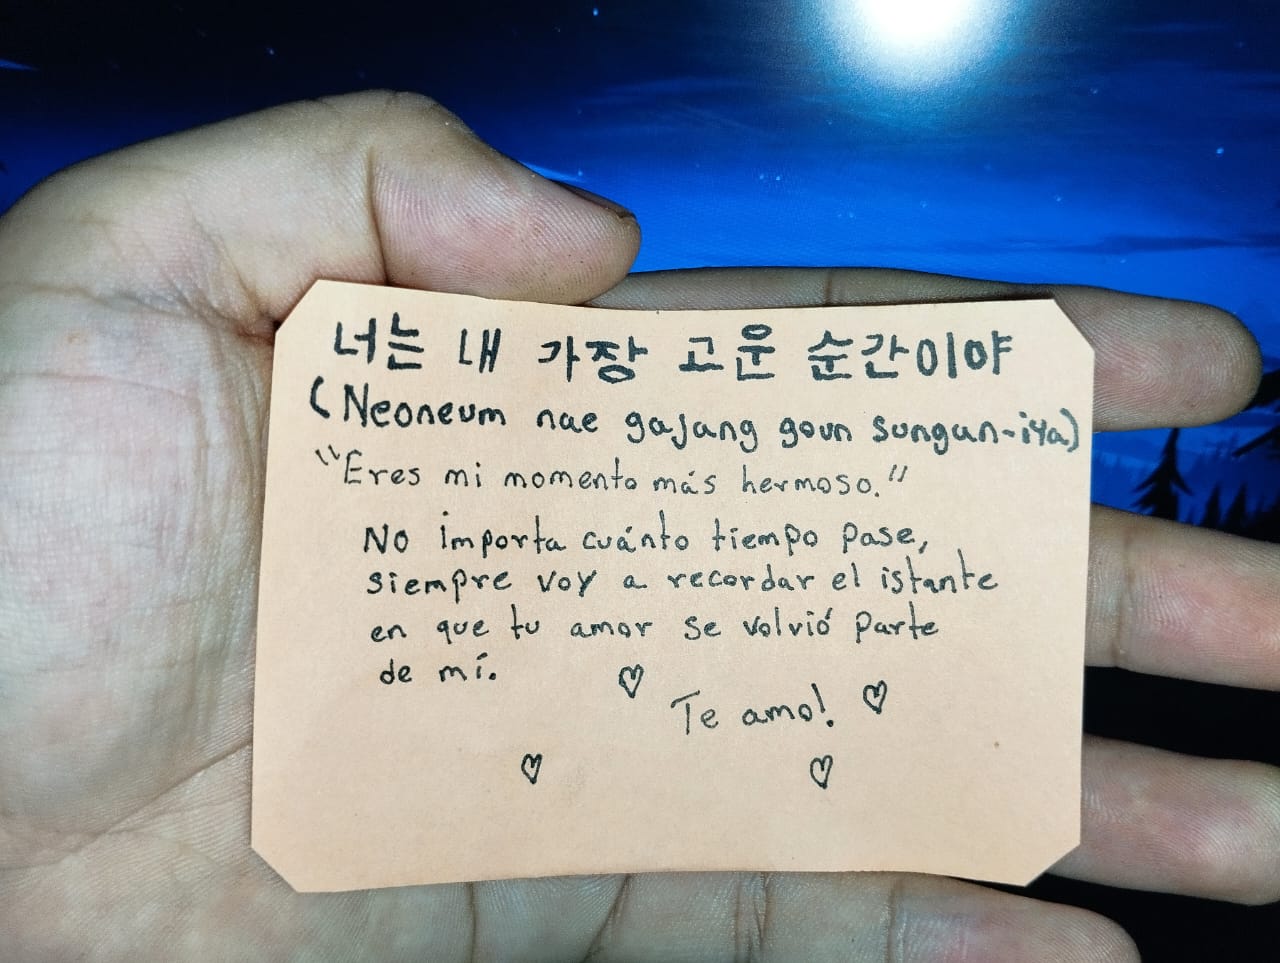 너는 내 가장 고운 순간이야
(Neoneum nae gajang goun sungan-iya)
"Eres mi momento más hermoso."
No importa cuánto tiempo pase,
siempre voy a recordar el istante
en que tu amor se volvió parte
de mí.
Te amo!